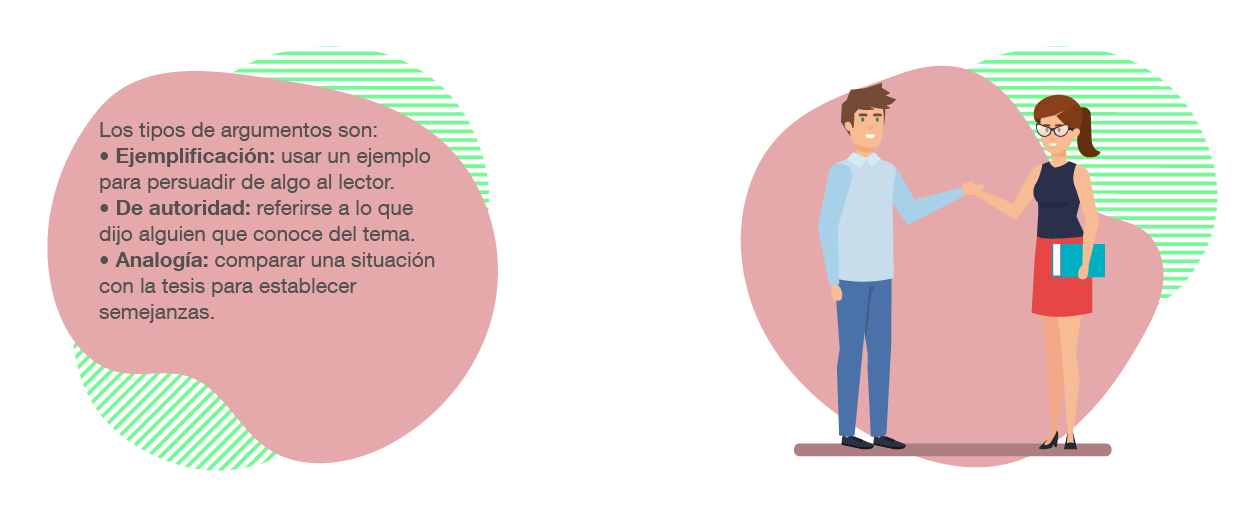 Los tipos de argumentos son:
• Ejemplificación: usar un ejemplo
para persuadir de algo al lector.
• De autoridad: referirse a lo que
dijo alguien que conoce del tema.
• Analogía: comparar una situación
con la tesis para establecer
semejanzas.